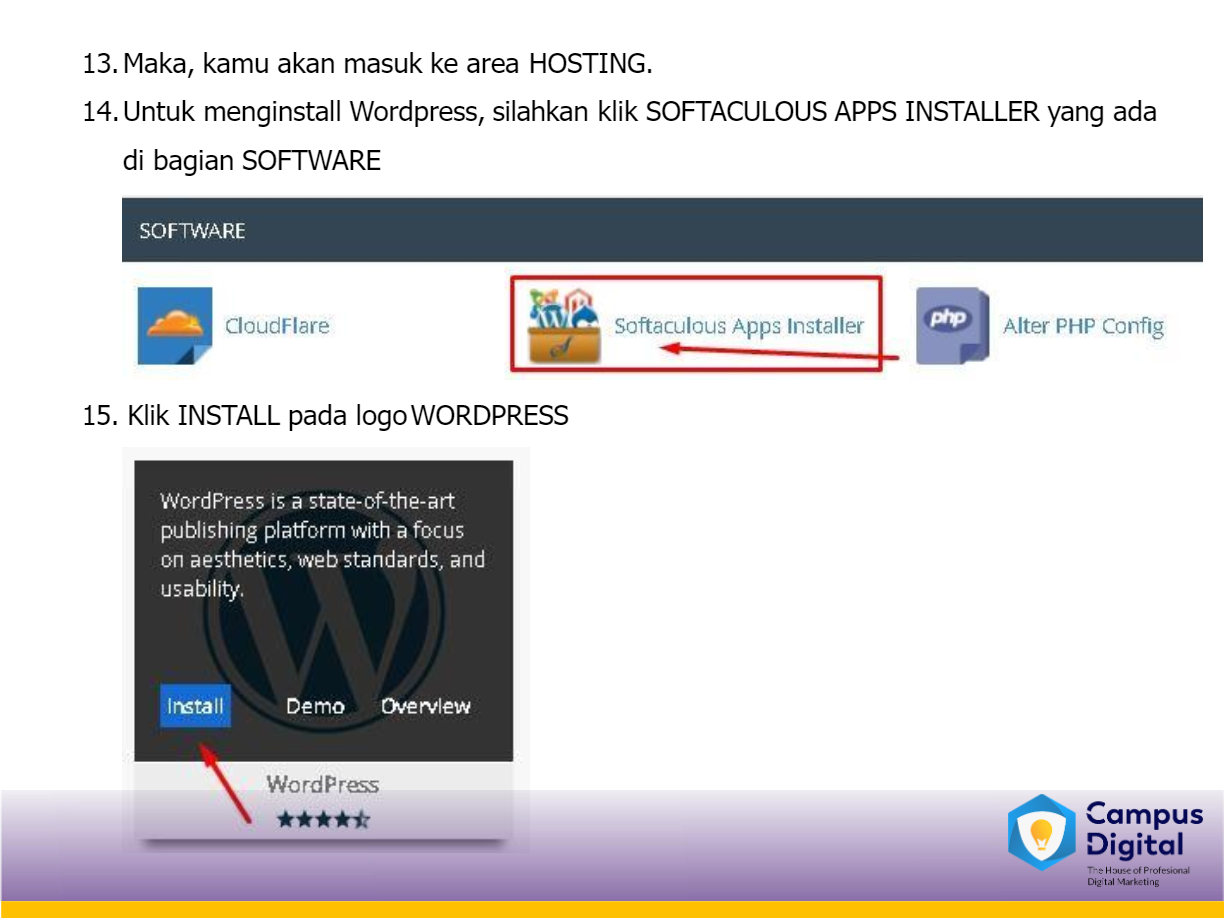 13. Maka, kamu akan masuk ke area HOSTING.
14. Untuk menginstall Wordpress, silahkan klik SOFTACULOUS APPS INSTALLER yang ada
di bagian SOFTWARE
SOFTWARE
CloudFlare
Softaculous Apps Installer
php
Alter PHP Config
15. Klik INSTALL pada logo WORDPRESS
WordPress is a state-of-the-art
publishing platform with a focus
on aesthetics, web standards, and
usability.
Install Demo Overview
WordPress
Campus
Digital
The House of Profesional
Digital Marketing